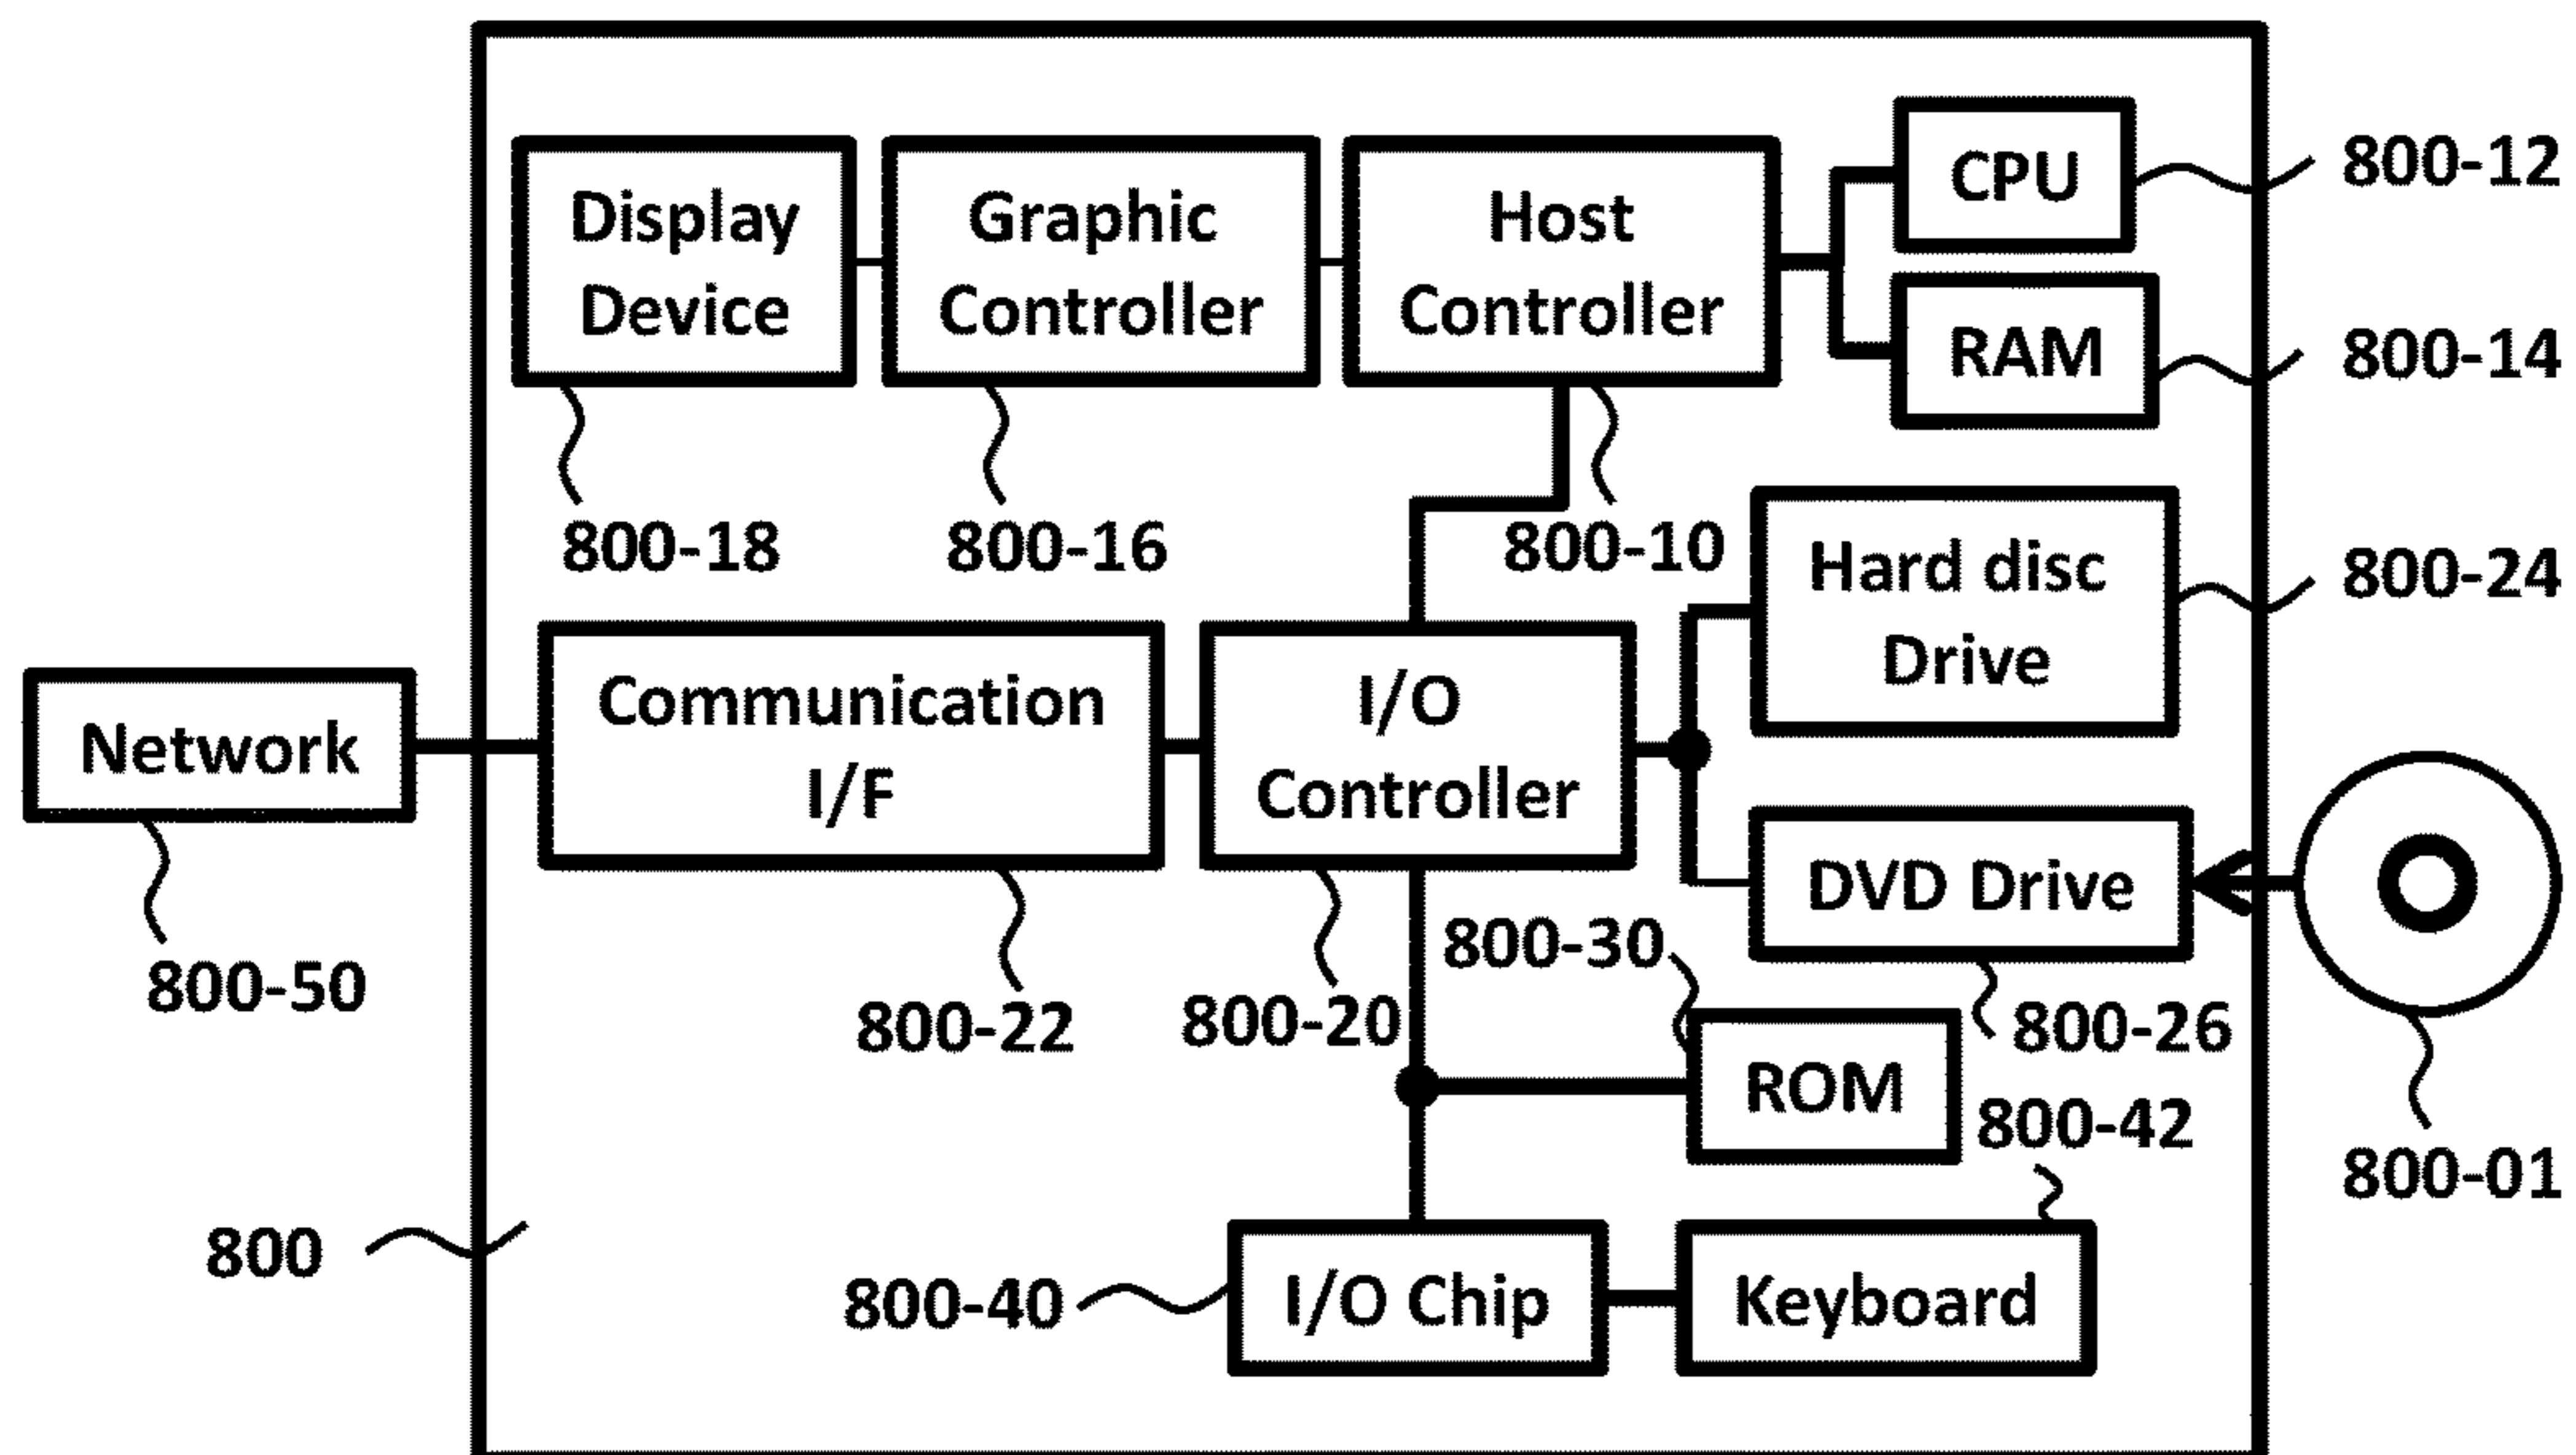 CPU
800-12
Display
Device
Graphic
Controller
Host
Controller
RAM
800-14
800-18
800-16
800-10
Hard disc
Drive
800-24
Network
Communication
I/F
I/O
Controller
DVD Drive
800-50
800-22
800-20
800-30
800-26
ROM
800-42
800-01
800
800-40
I/O Chip
Keyboard